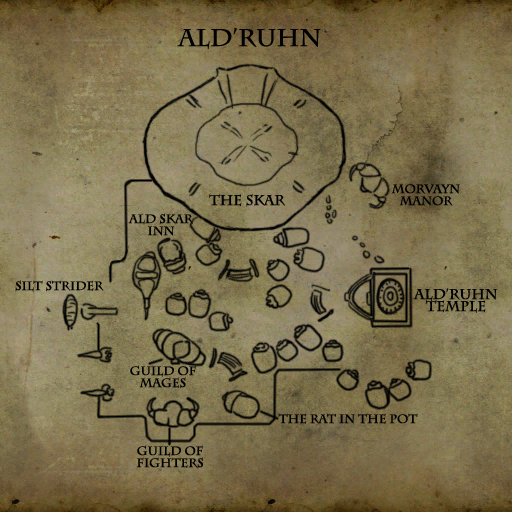 ALD'RUHN
THE SKAR
MORVAYN
MANOR
ALD SKAR
INN
SILT STRIDER
ALD'RUHN
TEMPLE
GUILD OF
MAGES
THE RAT IN THE POT
GUILD OF
FIGHTERS